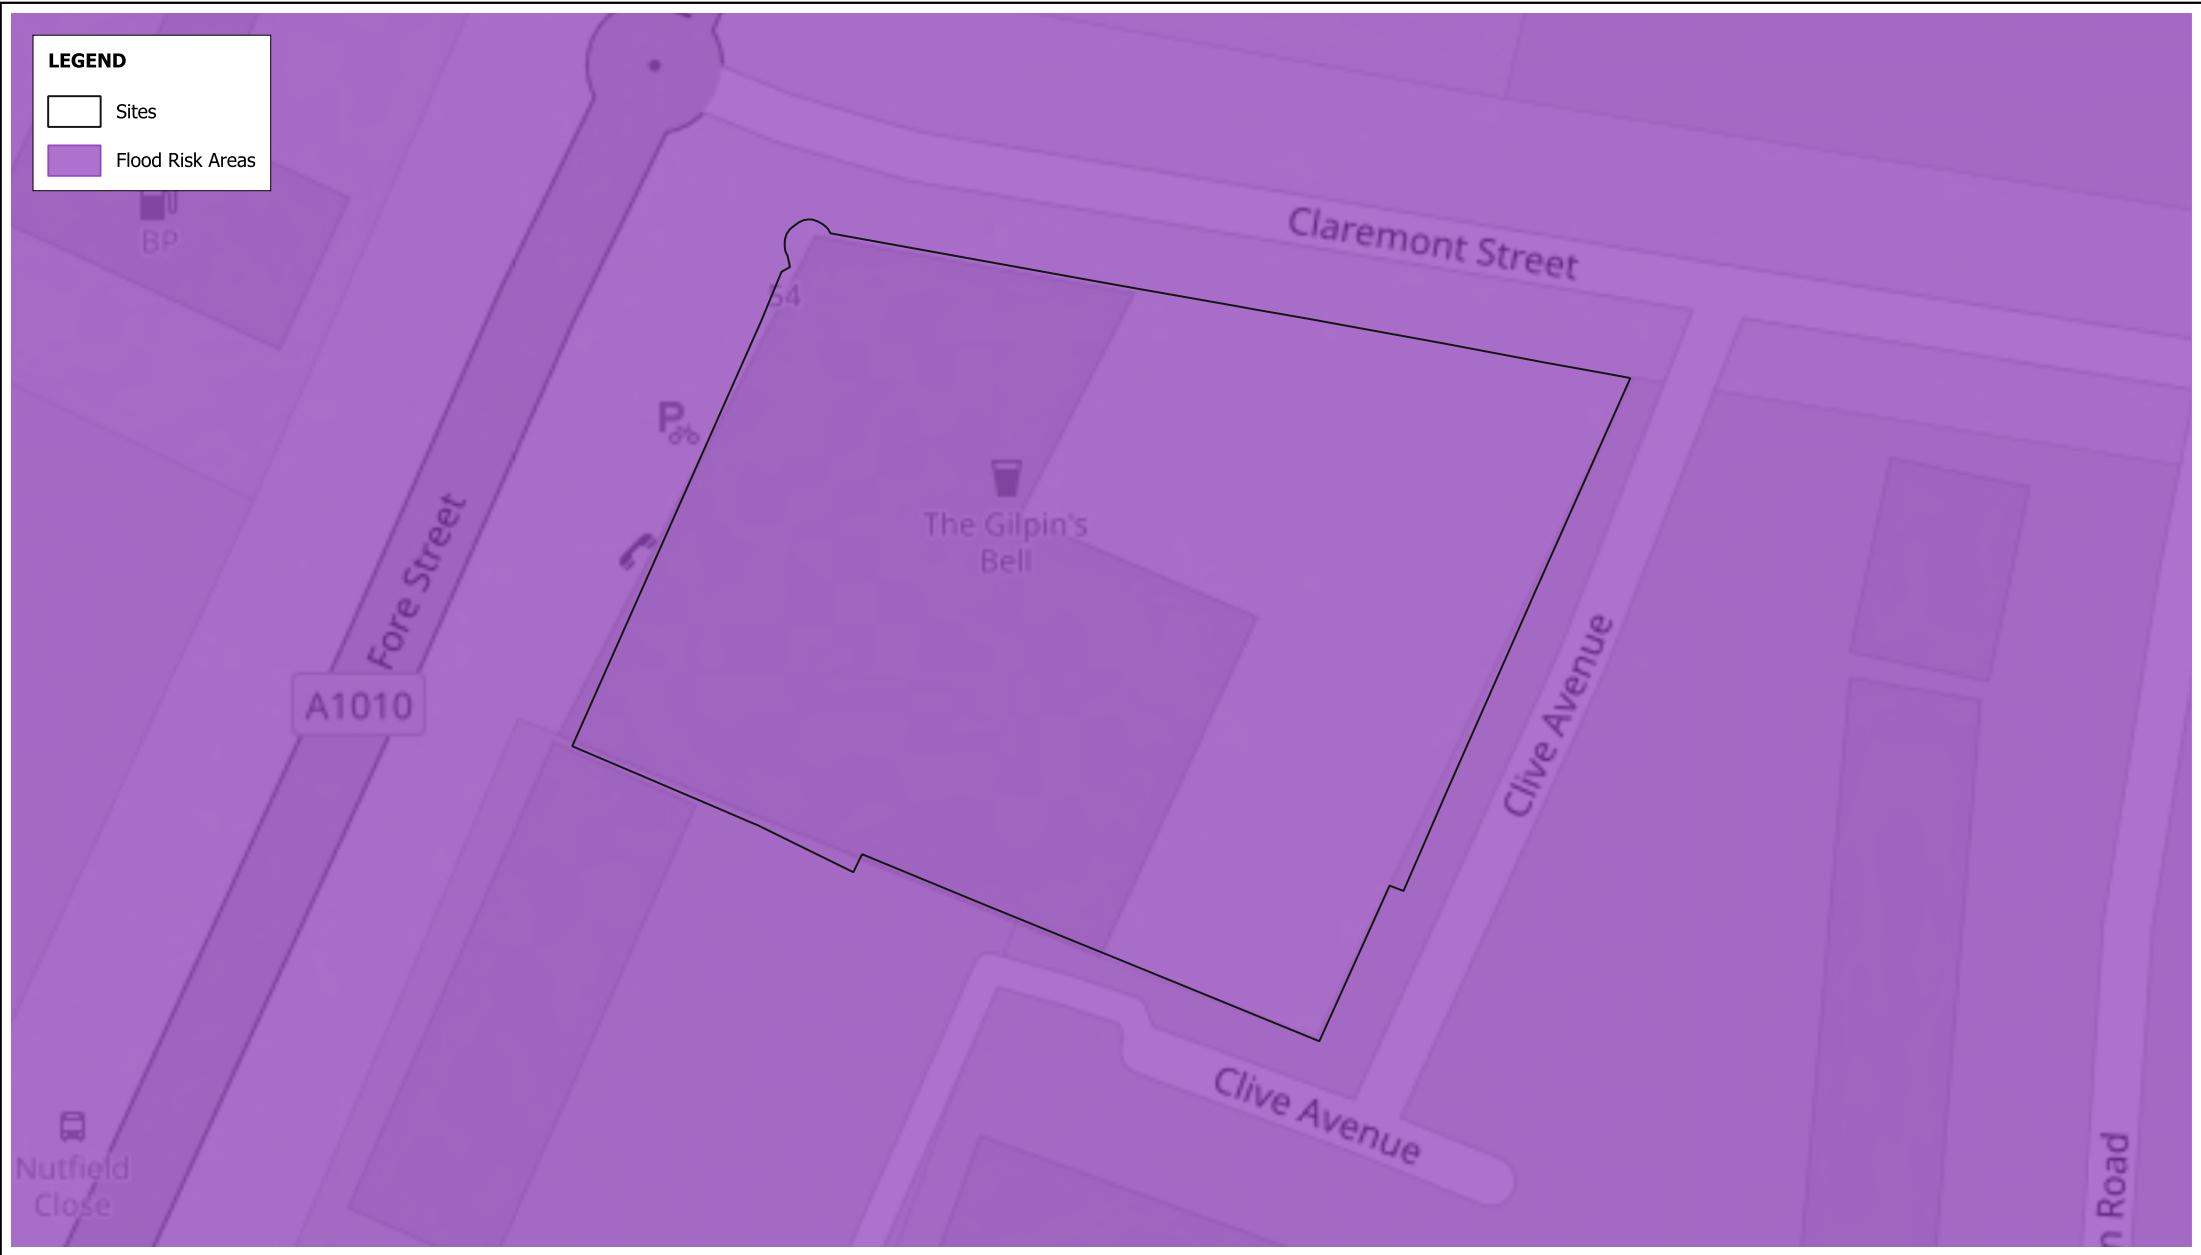 LEGEND
Sites
Flood Risk Areas
BP
Claremont Street
54
The Gilpin's
Bell
Fore Street
A1010
Clive Avenue
Clive Avenue
Nutfield
Close
Road